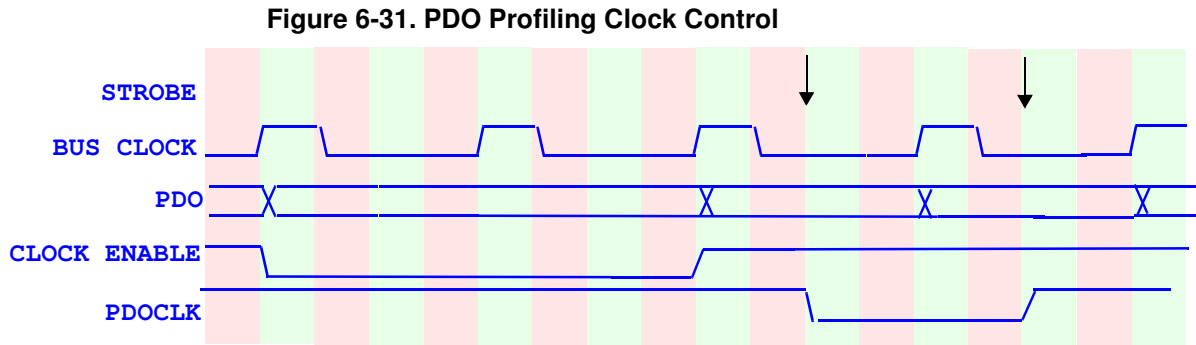 Figure 6-31. PDO Profiling Clock Control
STROBE
BUS CLOCK
PDO
CLOCK ENABLE
PDOCLK